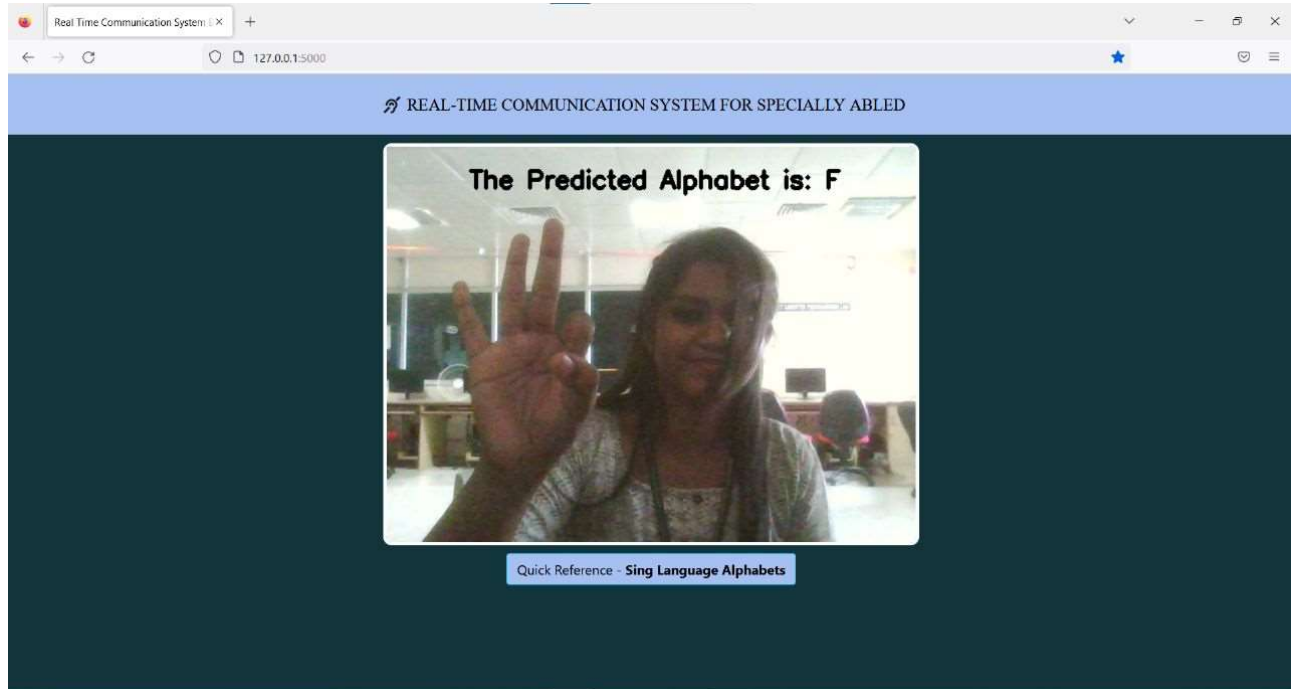 Real Time Communication System
127.0.0.1:5000
REAL-TIME COMMUNICATION SYSTEM FOR SPECIALLY ABLED
The Predicted Alphabet is: F
Quick Reference - Sing Language Alphabets